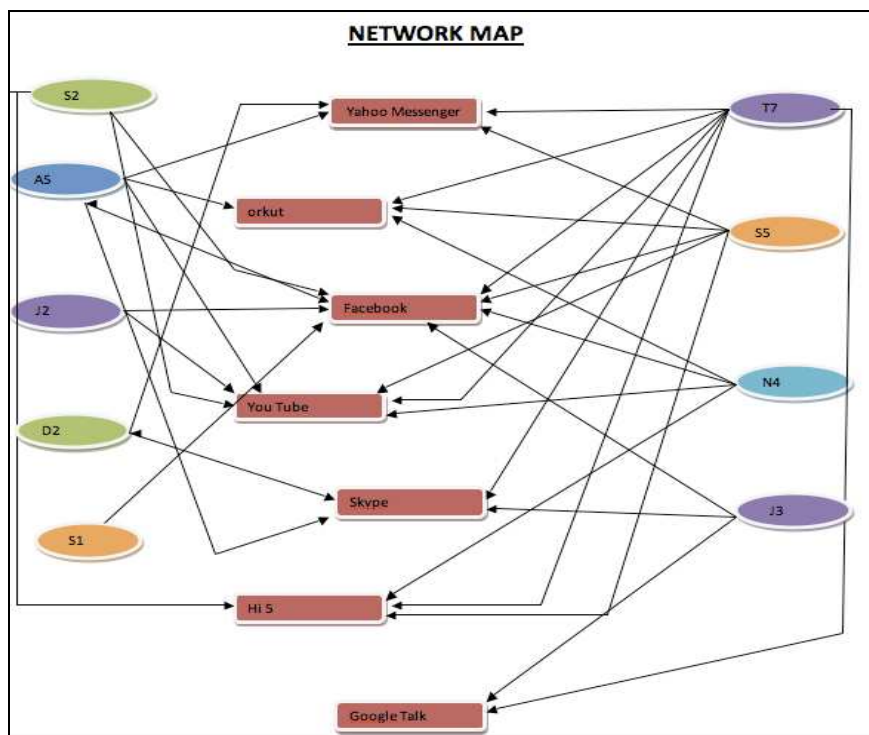 NETWORK MAP
S2
Yahoo Messenger
T7
A5
orkut
S5
J2
Facebook
N4
You Tube
D2
Skype
J3
S1
Hi 5
Google Talk